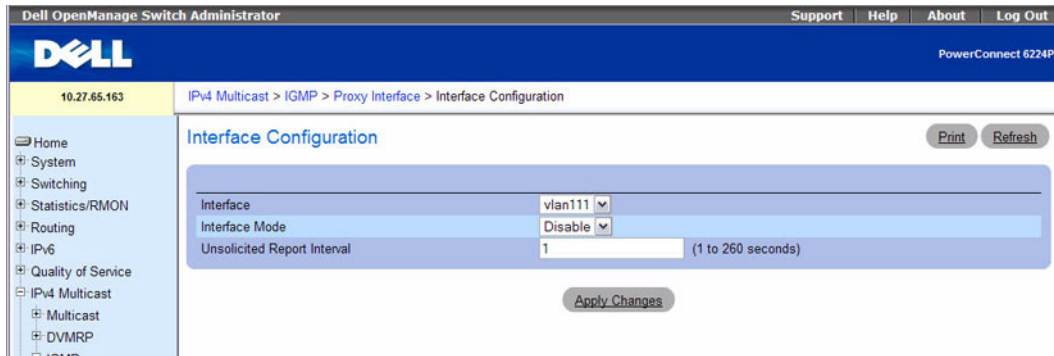 Dell OpenManage Switch Administrator
Support Help About Log Out
DELL
PowerConnect 6224P
10.27.65.163
IPv4 Multicast > IGMP > Proxy Interface > Interface Configuration
Home
System
Switching
Statistics/RMON
Routing
IPv6
Quality of Service
IPv4 Multicast
Multicast
DVMRP
Interface Configuration
Print Refresh
Interface vlan111
Interface Mode Disable
Unsolicited Report Interval 1 (1 to 260 seconds)
Apply Changes